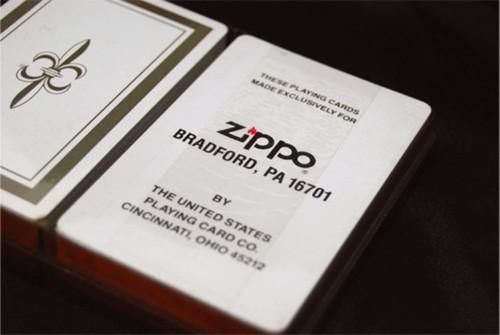 THESE PLAYING CARDS
MADE EXCLUSIVELY FOR
Zippo®
BRADFORD, PA 16701
BY
THE UNITED STATES
PLAYING CARD CO.
CINCINNATI, OHIO 45212